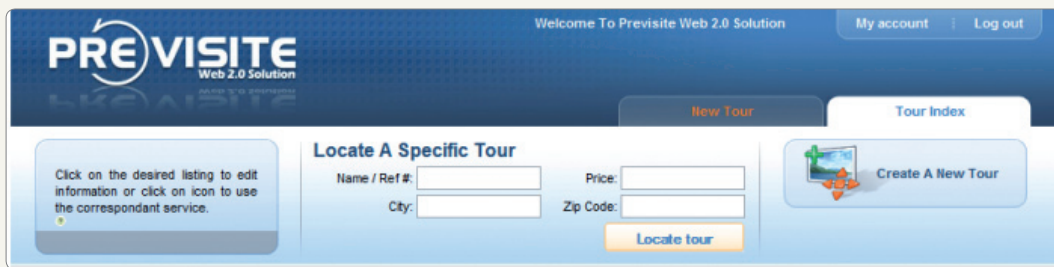 Welcome To Previsite Web 2.0 Solution
My account
Log out
PREVISITE
Web 2.0 Solution
New Tour
Tour Index
Click on the desired listing to edit
information or click on icon to use
the correspondant service.
Locate A Specific Tour
Name / Ref #:
Price:
City:
Zip Code:
Locate tour
Create A New Tour